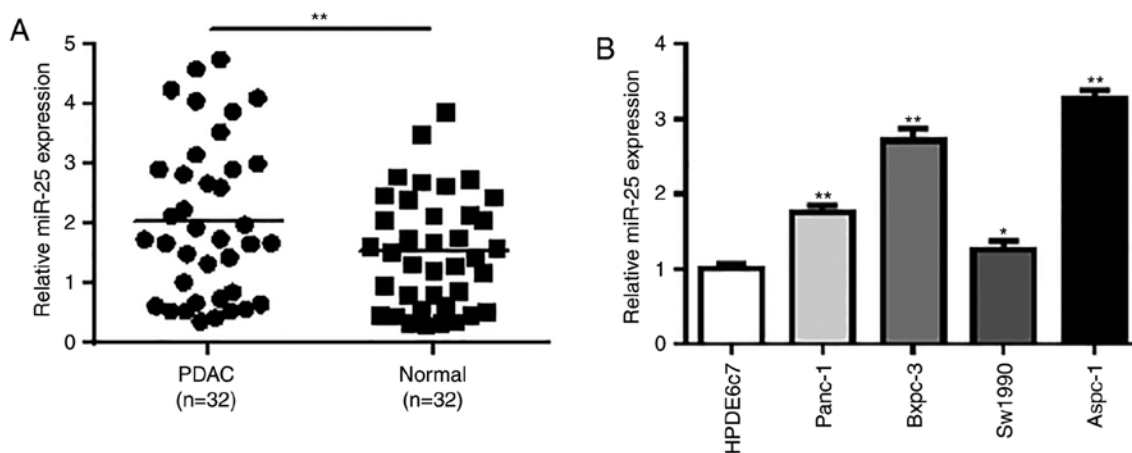 A
**
Relative miR-25 expression
5
4
3
2
1
0
PDAC
(n=32)
Normal
(n=32)
B
Relative miR-25 expression
4
3
2
1
0
**
**
*
**
HPDE6c7
Panc-1
Bxpc-3
Sw1990
Aspc-1